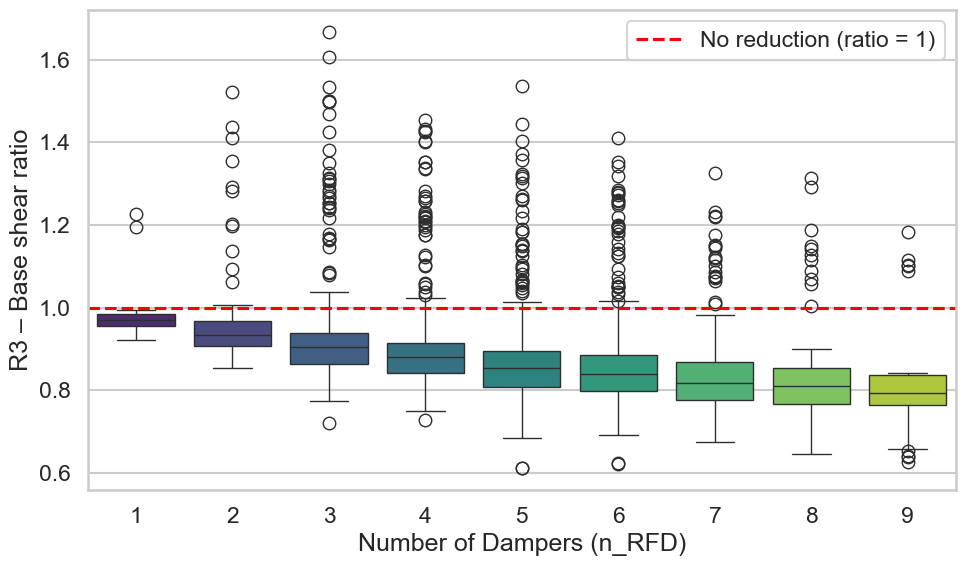 No reduction (ratio = 1)
R3 – Base shear ratio
1.6
1.4
1.2
1.0
0.8
0.6
1 2 3 4 5 6 7 8 9
Number of Dampers (n_RFD)